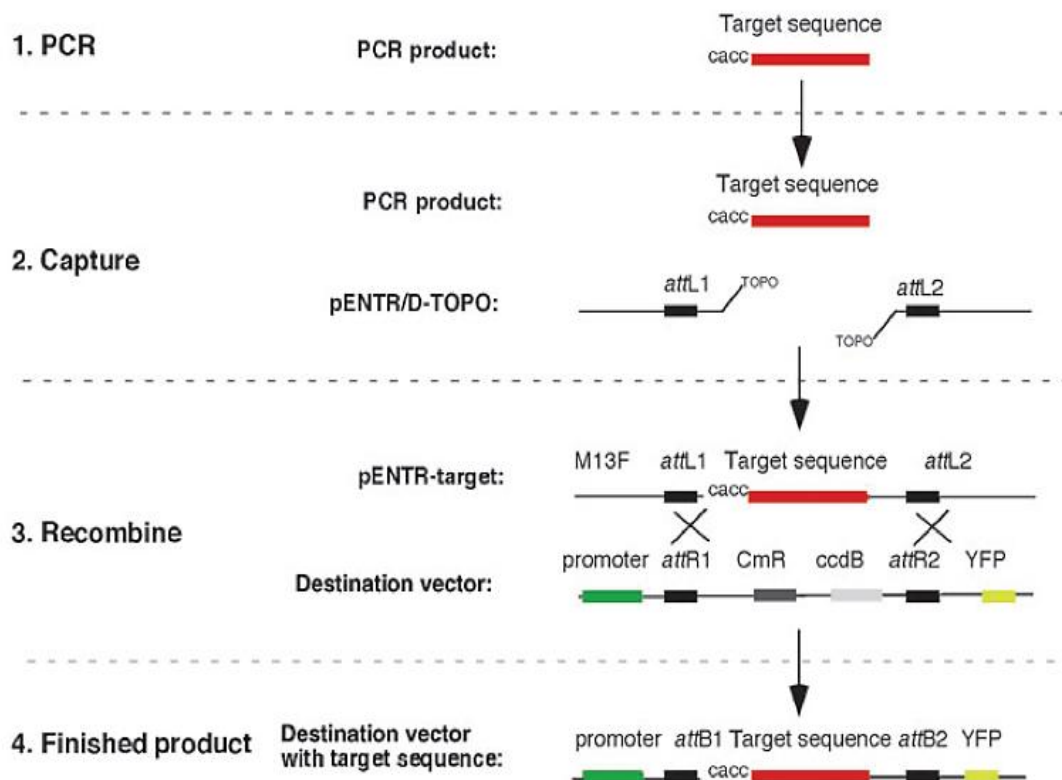 Target sequence
1. PCR
PCR product:
cacc
Target sequence
PCR product:
cacc
2. Capture
attL1
TOPO
attL2
pENTR/D-TOPO:
TOPO
M13F attL1 Target sequence attL2
pENTR-target:
cacc
3. Recombine
promoter attR1 CmR ccdB attR2 YFP
Destination vector:
4. Finished product
Destination vector
with target sequence:
promoter attB1 Target sequence attB2 YFP
cacc